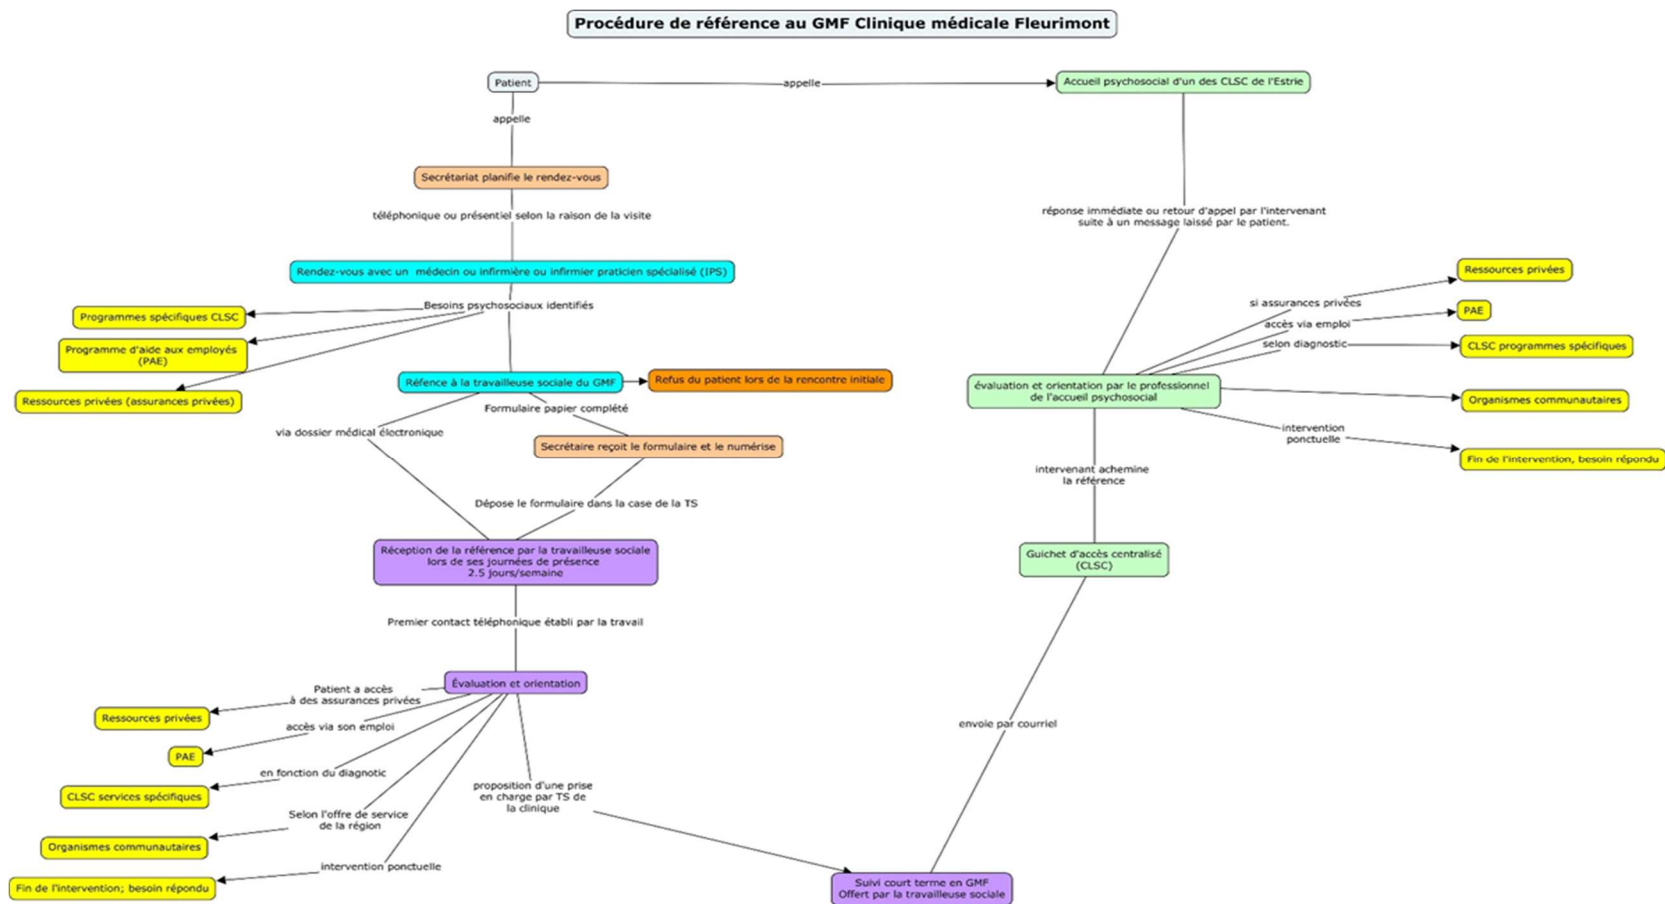 Procédure de référence au GMF Clinique médicale Fleurimont
Patient
appelle
Accueil psychosocial d'un des CLSC de l'Estrie
appelle
Secrétariat planifie le rendez-vous
téléphonique ou présentiel selon la raison de la visite
réponse immédiate ou retour d'appel par l'intervenant
suite à un message laissé par le patient.
Rendez-vous avec un médecin ou infirmière ou infirmier praticien spécialisé (IPS)
Besoins psychosociaux identifiés
Programmes spécifiques CLSC
Programme d'aide aux employés
(PAE)
Ressources privées (assurances privées)
Réfence à la travailleuse sociale du GMF
Refus du patient lors de la rencontre initiale
Formulaire papier complété
via dossier médical électronique
Secrétaire reçoit le formulaire et le numérise
Dépose le formulaire dans la case de la TS
Réception de la référence par la travailleuse sociale
lors de ses journées de présence
2.5 jours/semaine
Premier contact téléphonique établi par la travail
Évaluation et orientation
Patient a accès
à des assurances privées
Ressources privées
accès via son emploi
PAE
en fonction du diagnotic
CLSC services spécifiques
Selon l'offre de service
de la région
Organismes communautaires
intervention ponctuelle
Fin de l'intervention; besoin répondu
proposition d'une prise
en charge par TS de
la clinique
Suivi court terme en GMF
Offert par la travailleuse sociale
si assurances privées
Ressources privées
accès via emploi
PAE
selon diagnostic
CLSC programmes spécifiques
évaluation et orientation par le professionnel
de l'accueil psychosocial
Organismes communautaires
intervention
ponctuelle
Fin de l'intervention, besoin répondu
intervenant achemine
la référence
Guichet d'accès centralisé
(CLSC)
envoie par courriel